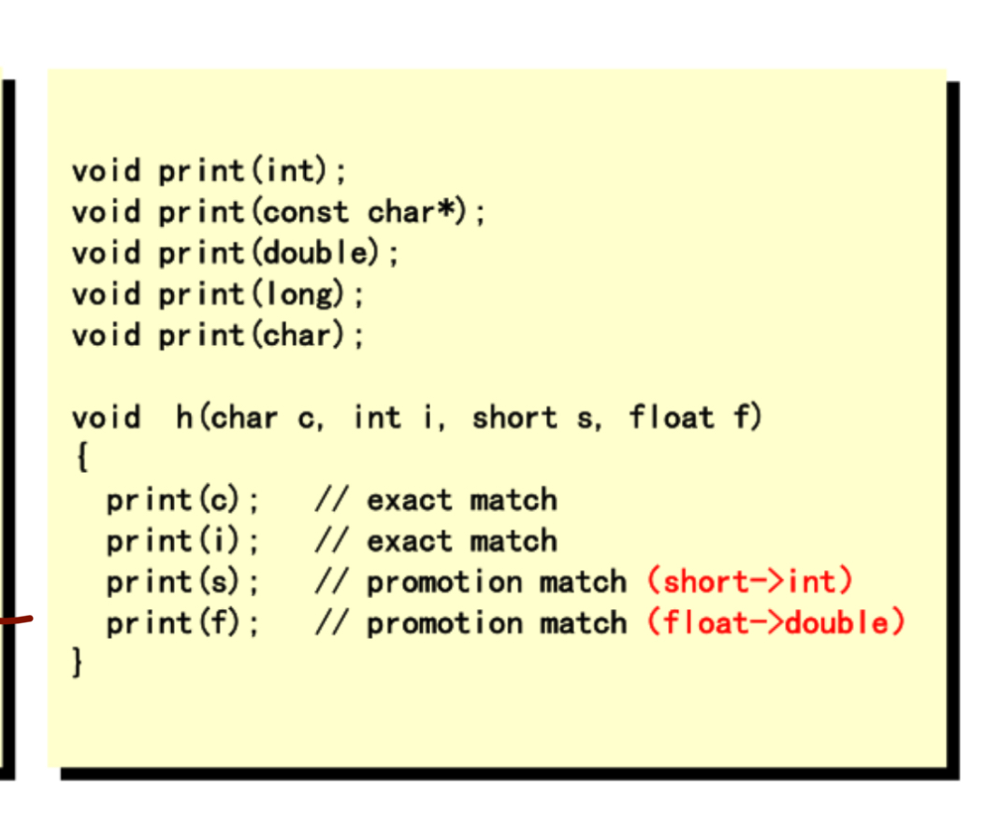 void print(int);
void print(const char*);
void print(double);
void print(long);
void print(char);
void  h(char c, int i, short s, float f)
{
  print(c);   // exact match
  print(i);   // exact match
  print(s);   // promotion match (short->int)
  print(f);   // promotion match (float->double)
}